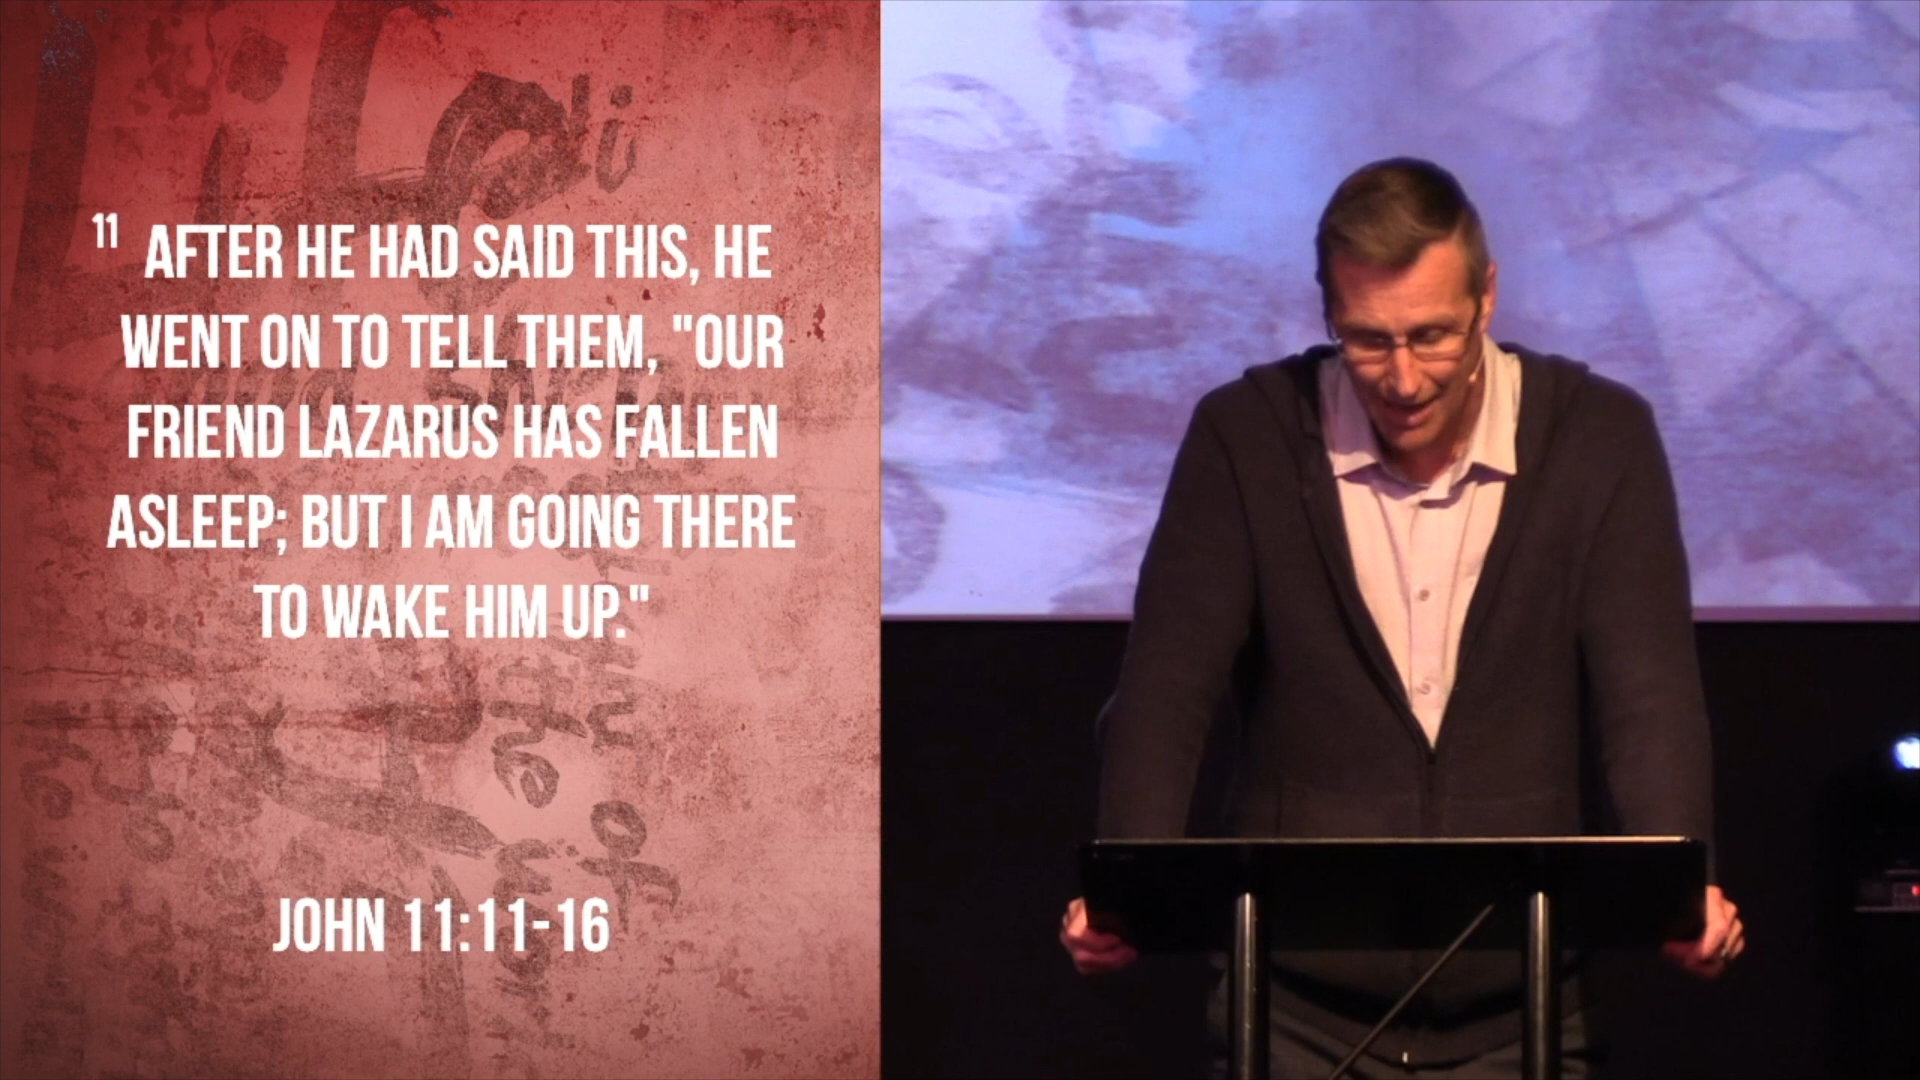 11 AFTER HE HAD SAID THIS, HE
WENT ON TO TELL THEM, "OUR
FRIEND LAZARUS HAS FALLEN
ASLEEP; BUT I AM GOING THERE
TO WAKE HIM UP."
JOHN 11:11-16